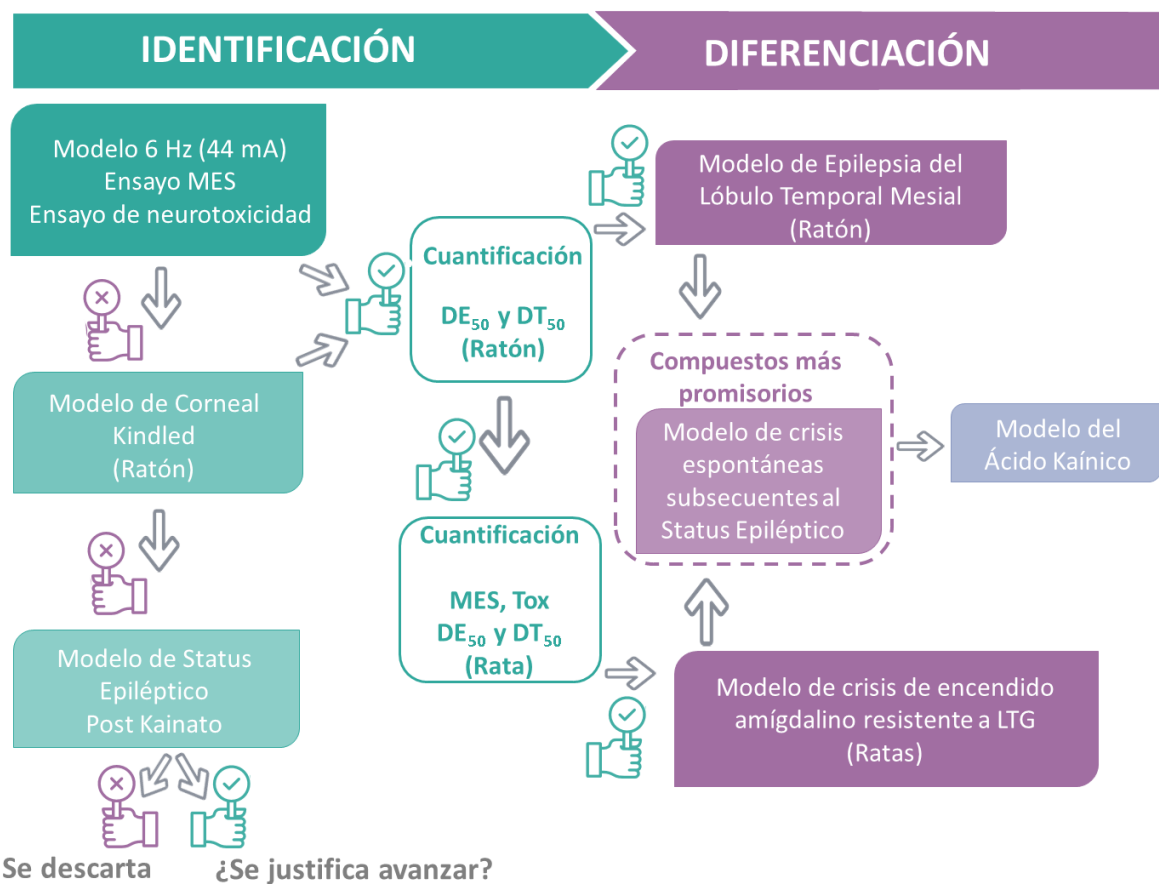 IDENTIFICACIÓN
DIFERENCIACIÓN
Modelo 6 Hz (44 mA)
Ensayo MES
Ensayo de neurotoxicidad
Modelo de Corneal
Kindled
(Ratón)
Modelo de Status
Epiléptico
Post Kainato
Se descarta
¿Se justifica avanzar?
Cuantificación
DE₅₀ y DT₅₀
(Ratón)
Cuantificación
MES, Tox
DE₅₀ y DT₅₀
(Rata)
Modelo de Epilepsia del
Lóbulo Temporal Mesial
(Ratón)
Compuestos más
promisorios
Modelo de crisis
espontáneas
subsecuentes al
Status Epiléptico
Modelo de crisis de encendido
amígdalino resistente a LTG
(Ratas)
Modelo del
Ácido Kaínico